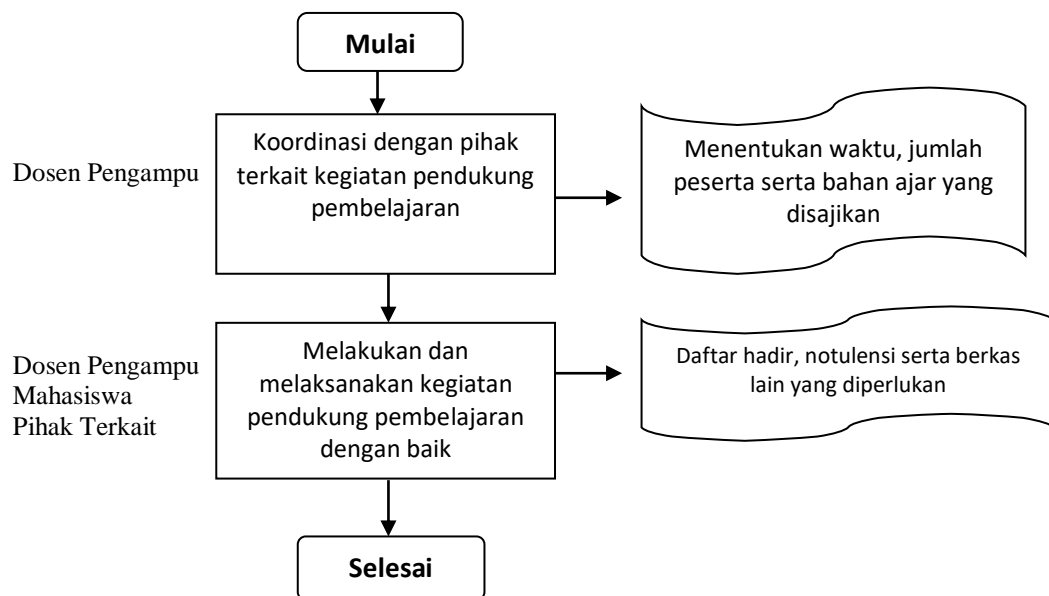 Mulai
Dosen Pengampu
Koordinasi dengan pihak
terkait kegiatan pendukung
pembelajaran
Menentukan waktu, jumlah
peserta serta bahan ajar yang
disajikan
Dosen Pengampu
Mahasiswa
Pihak Terkait
Melakukan dan
melaksanakan kegiatan
pendukung pembelajaran
dengan baik
Daftar hadir, notulensi serta berkas
lain yang diperlukan
Selesai